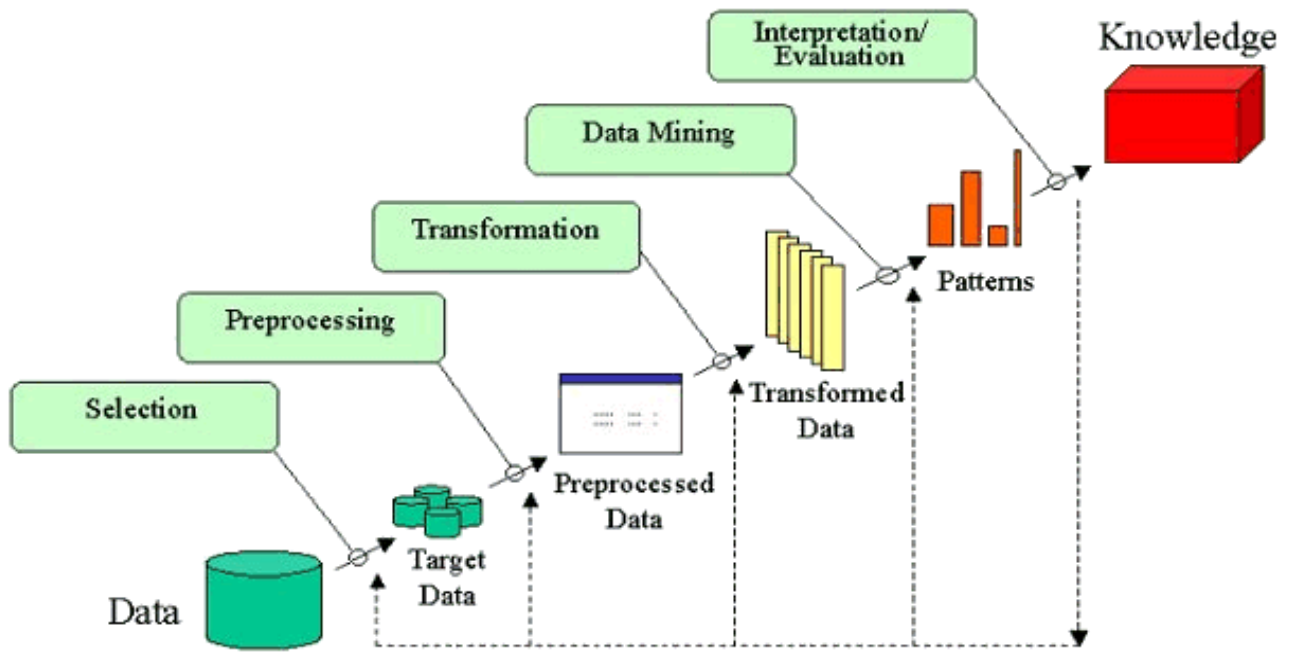 Interpretation/
Evaluation
Knowledge
Data Mining
Transformation
Patterns
Preprocessing
Transformed
Data
Selection
Preprocessed
Data
Target
Data
Data